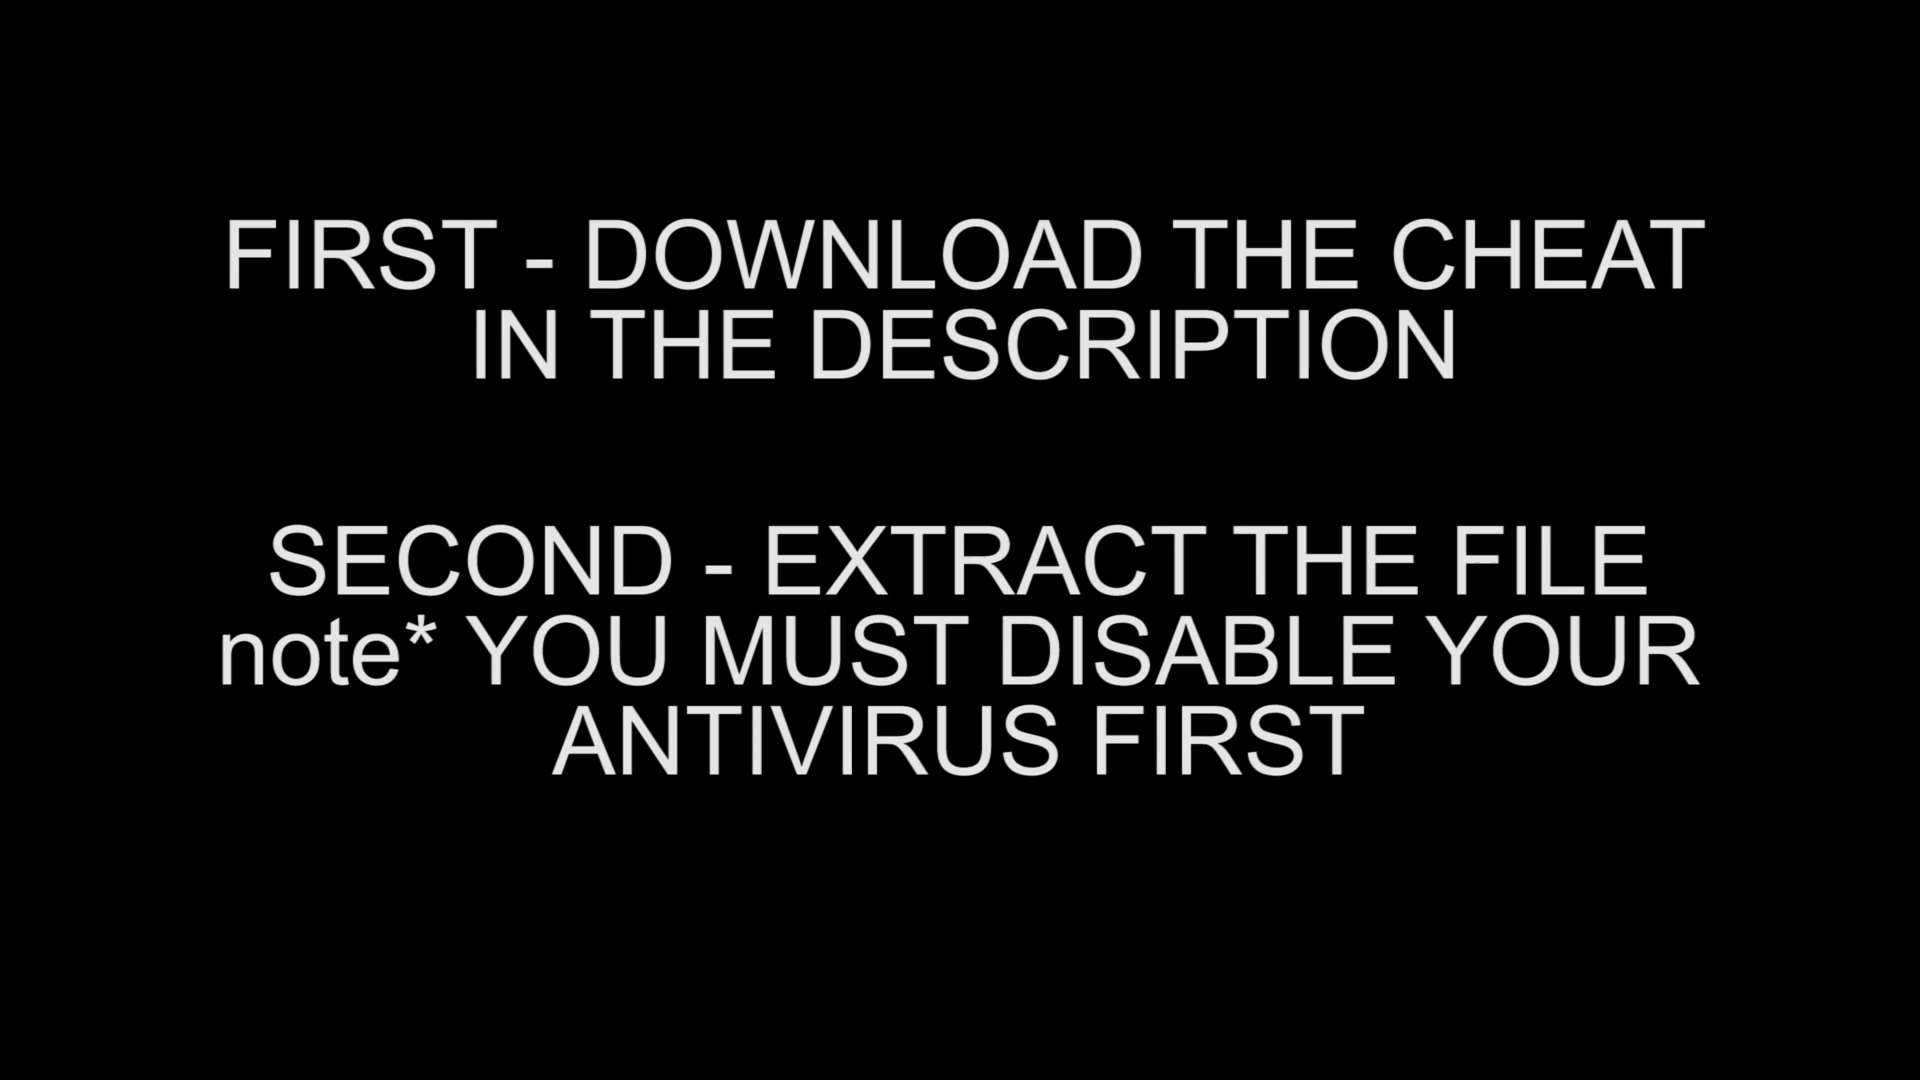 FIRST - DOWNLOAD THE CHEAT
IN THE DESCRIPTION
SECOND - EXTRACT THE FILE
note* YOU MUST DISABLE YOUR
ANTIVIRUS FIRST